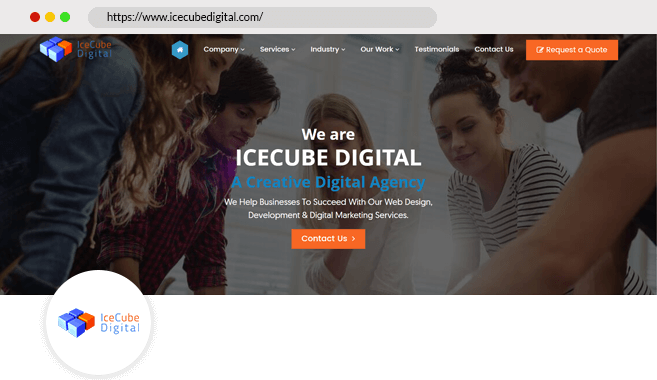 https://www.icecubedigital.com/
IceCube
Digital
Company Services Industry Our Work Testimonials Contact Us Request a Quote
We are
ICECUBE DIGITAL
A Creative Digital Agency
We Help Businesses To Succeed With Our Web Design,
Development & Digital Marketing Services.
Contact Us
IceCube
Digital